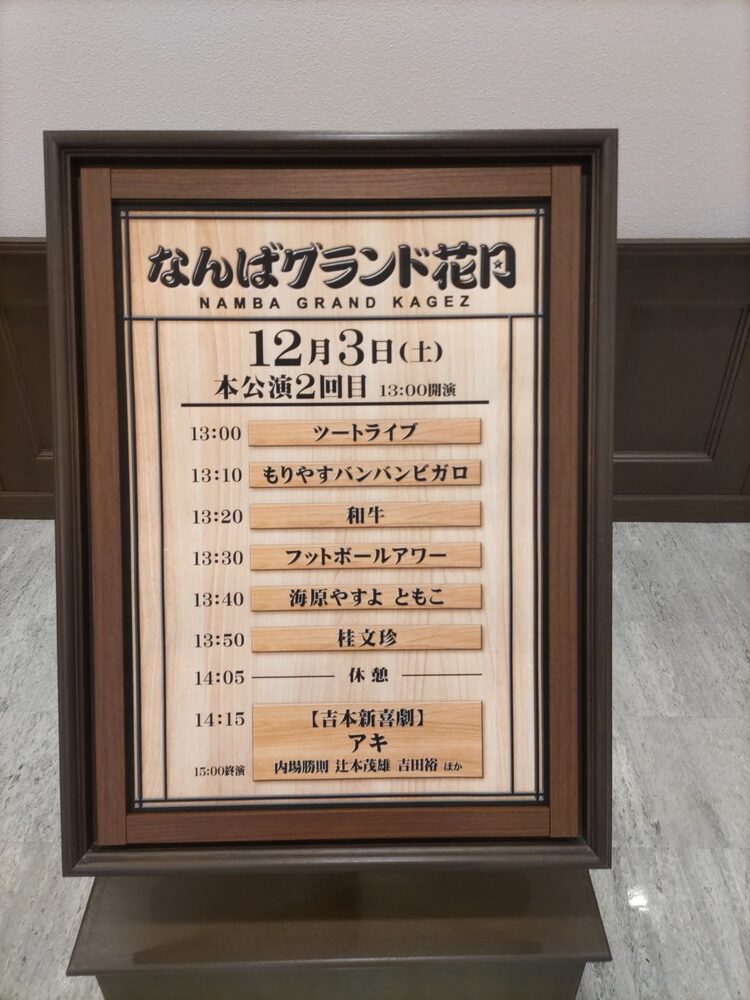 なんばグランド花月
NAMBA GRAND KAGEZ
12月3日(土)
本公演2回目 13:00開演
13:00 ツートライブ
13:10 もりやすバンバンビガロ
13:20 和牛
13:30 フットボールアワー
13:40 海原やすよ ともこ
13:50 桂文珍
14:05 休憩
14:15 【吉本新喜劇】
アキ
15:00終演 内場勝則 辻本茂雄 吉田裕 ほか